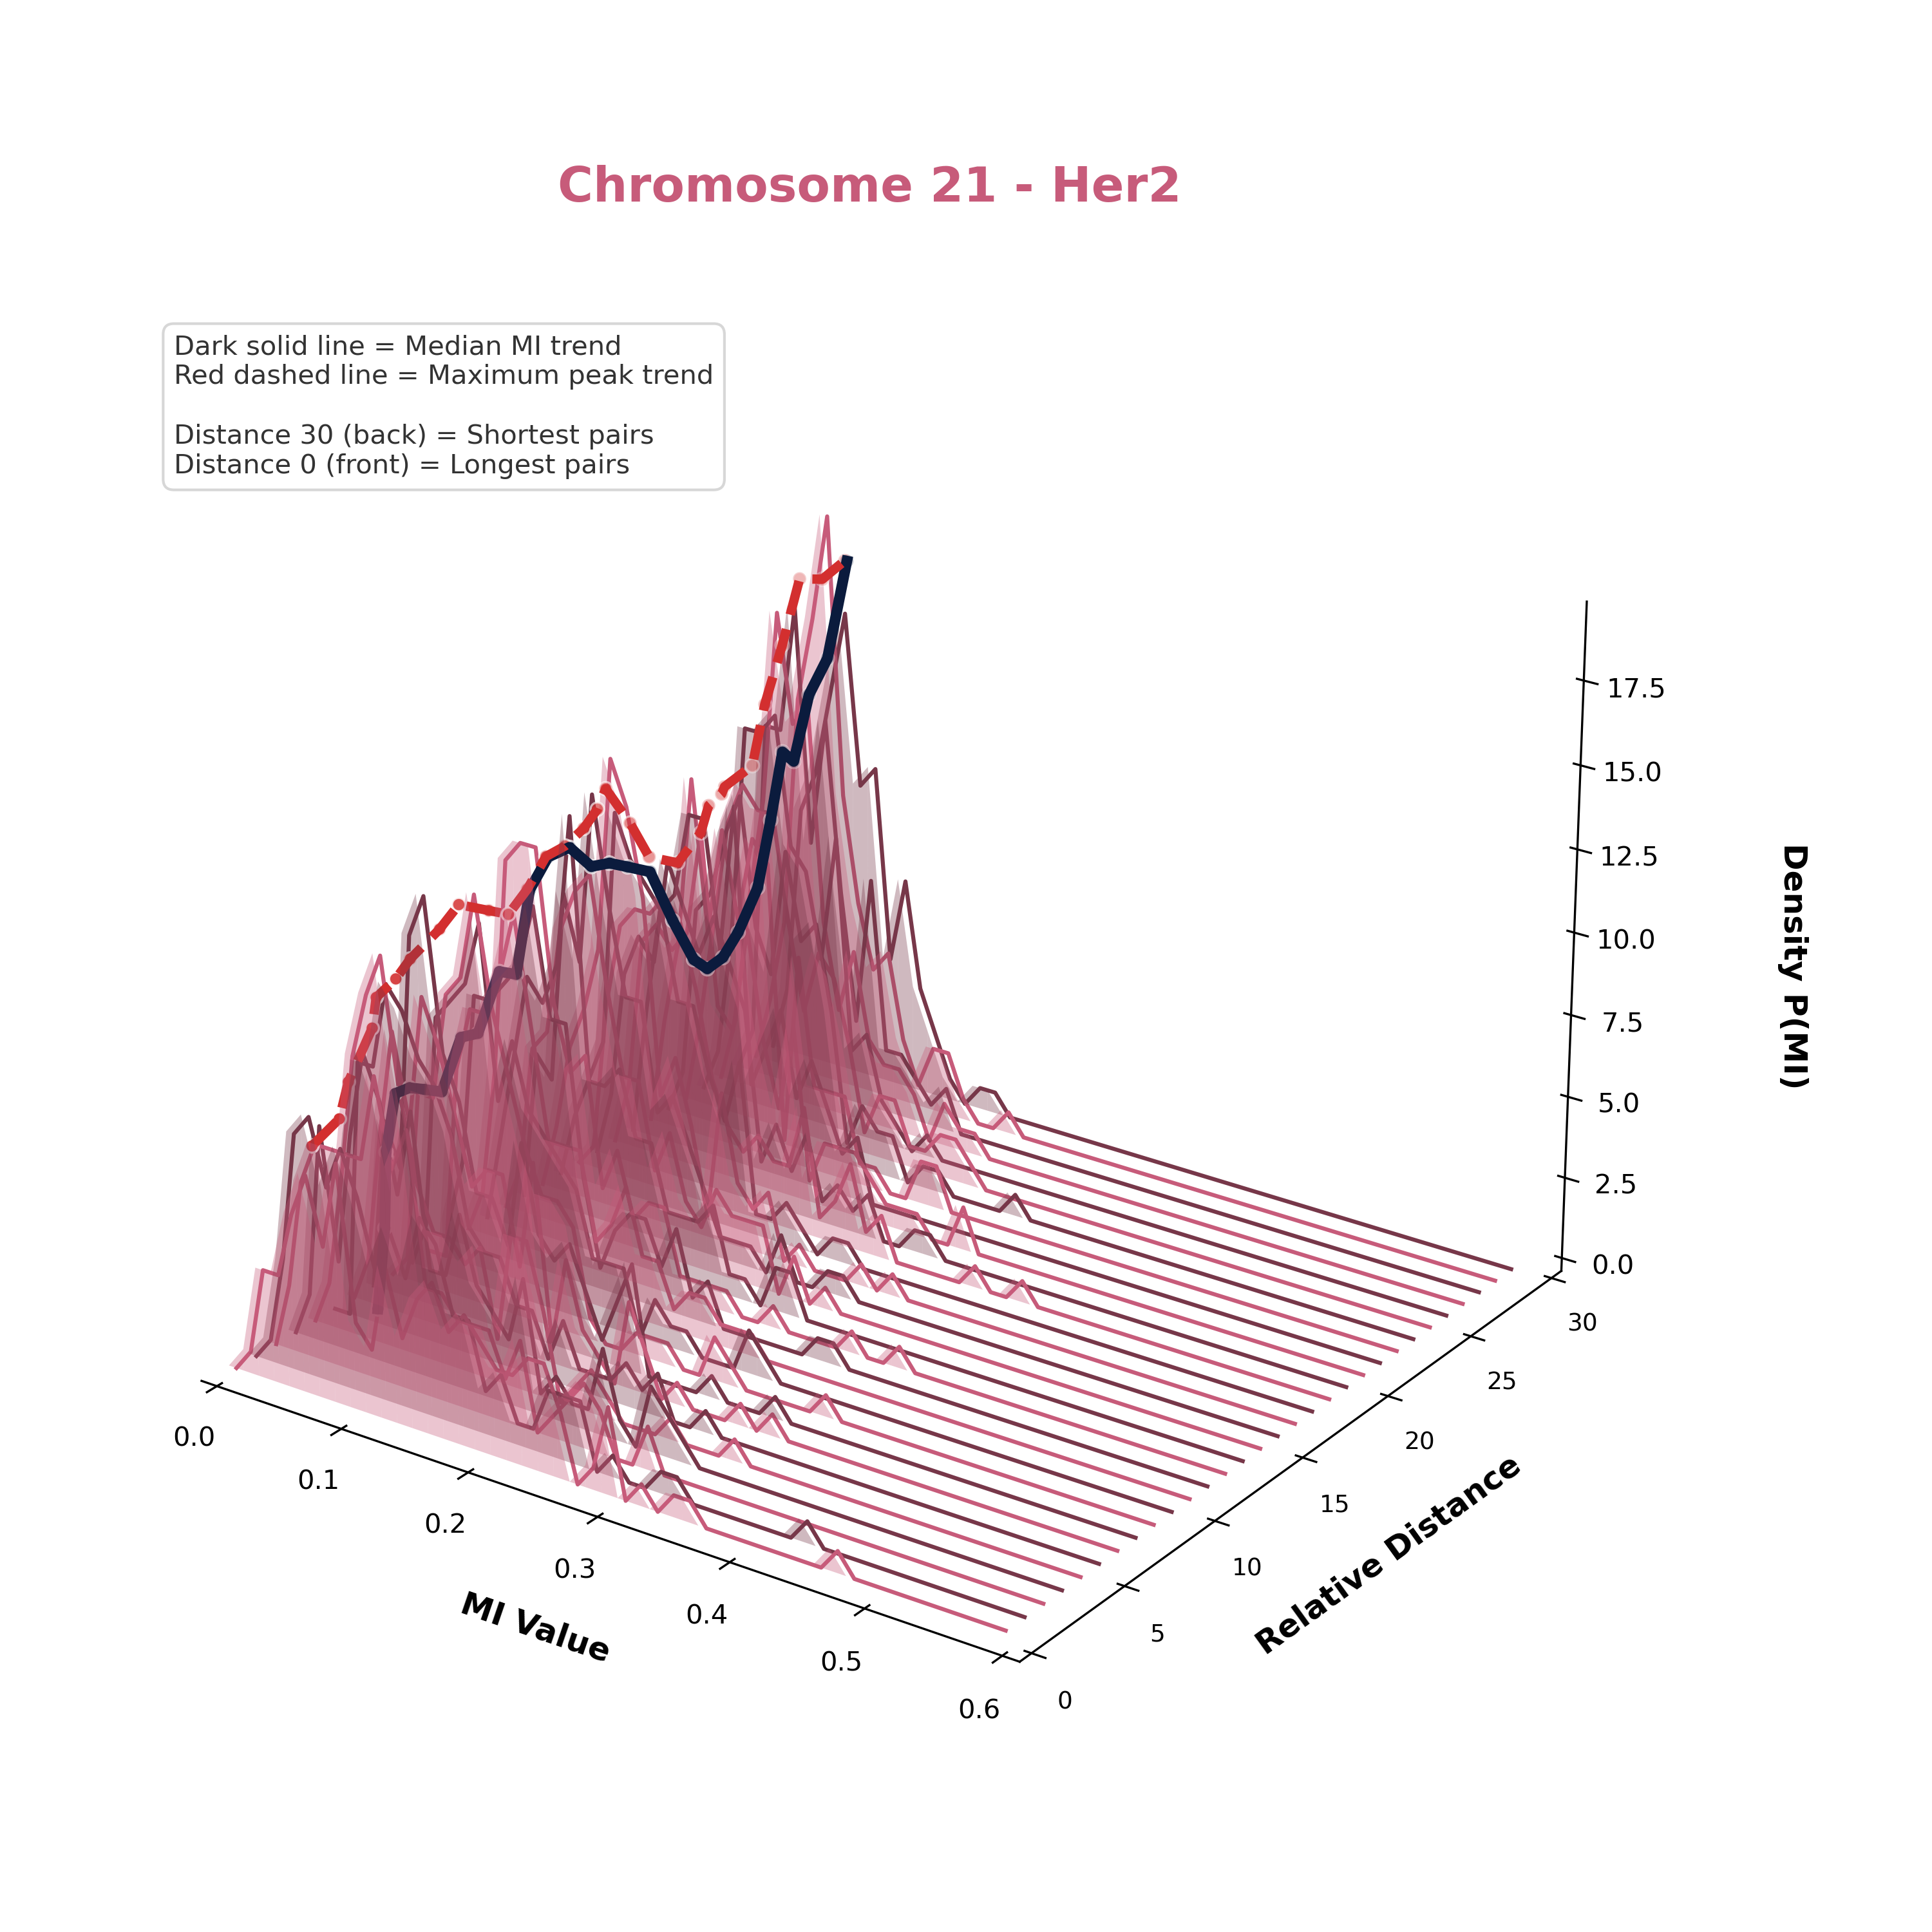 Chromosome 21 - Her2
Dark solid line = Median MI trend
Red dashed line = Maximum peak trend
Distance 30 (back) = Shortest pairs
Distance 0 (front) = Longest pairs
17.5
15.0
12.5
10.0
7.5
5.0
2.5
0.0
Density P(MI)
30
25
20
15
10
5
0
Relative Distance
0.0
0.1
0.2
0.3
0.4
0.5
0.6
MI Value